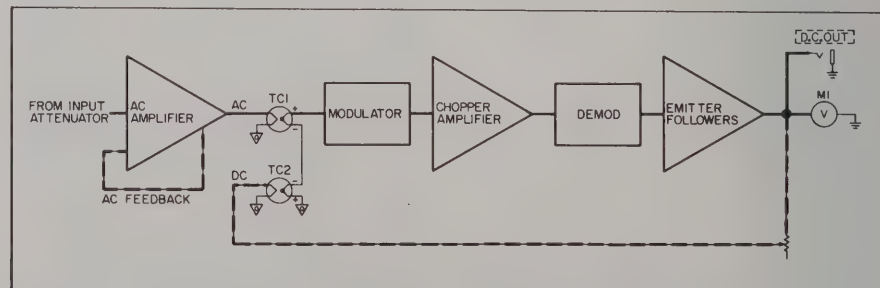 [D.C. OUT]
M1
V
FROM INPUT
ATTENUATOR
AC
AMPLIFIER
AC
TC1
+
-
MODULATOR
CHOPPER
AMPLIFIER
DEMOD
EMITTER
FOLLOWERS
AC FEEDBACK
DC
TC2
-
+